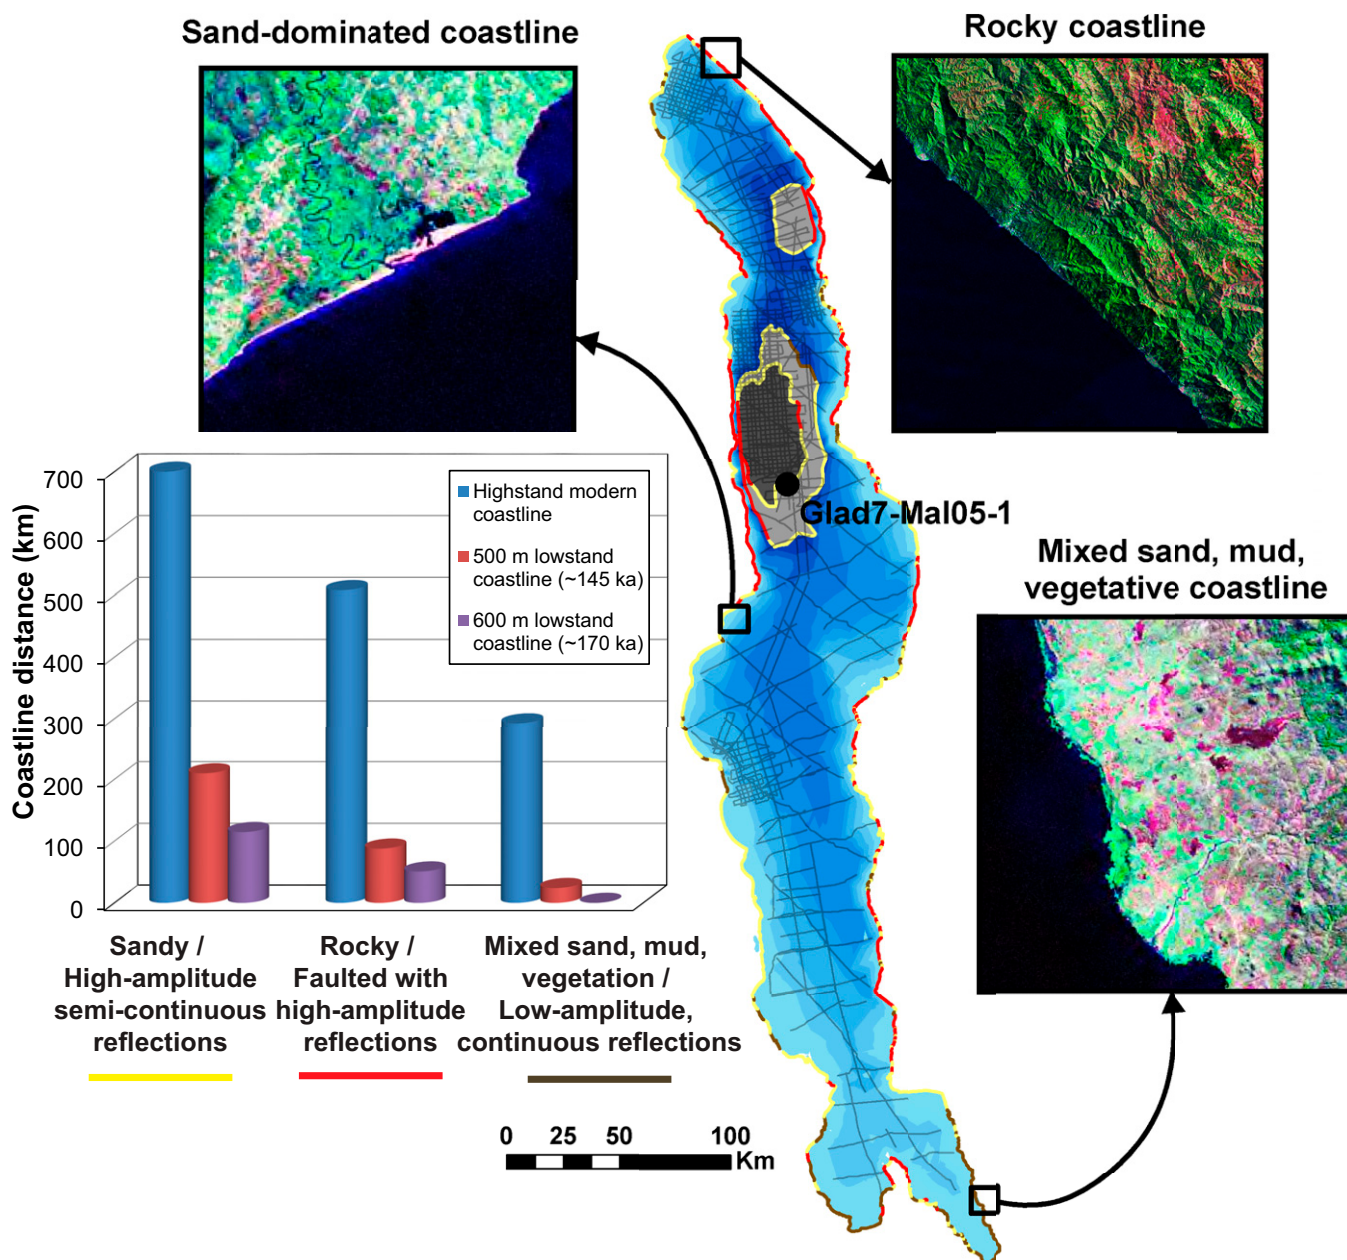 Sand-dominated coastline
Rocky coastline
Glad7-Mal05-1
Mixed sand, mud,
vegetative coastline
Coastline distance (km)
700
600
500
400
300
200
100
0
Highstand modern
coastline
500 m lowstand
coastline (~145 ka)
600 m lowstand
coastline (~170 ka)
Sandy /
High-amplitude
semi-continuous
reflections
Rocky /
Faulted with
high-amplitude
reflections
Mixed sand, mud,
vegetation /
Low-amplitude,
continuous reflections
0 25 50 100
Km